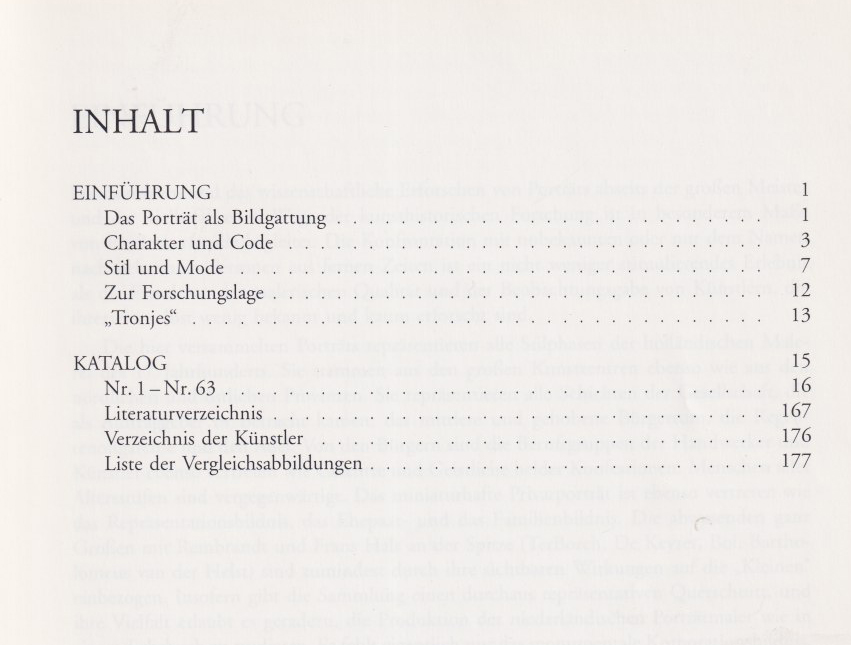 INHALT
EINFÜHRUNG 1
Das Porträt als Bildgattung 1
Charakter und Code 3
Stil und Mode 7
Zur Forschungslage 12
„Tronjes“ 13
KATALOG 15
Nr. 1 – Nr. 63 16
Literaturverzeichnis 167
Verzeichnis der Künstler 176
Liste der Vergleichsabbildungen 177